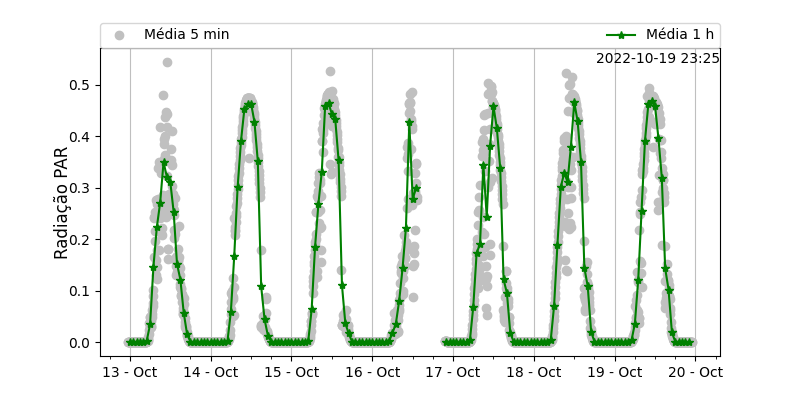 Média 5 min
Média 1 h
2022-10-19 23:25
Radiação PAR
0.5
0.4
0.3
0.2
0.1
0.0
13 - Oct
14 - Oct
15 - Oct
16 - Oct
17 - Oct
18 - Oct
19 - Oct
20 - Oct